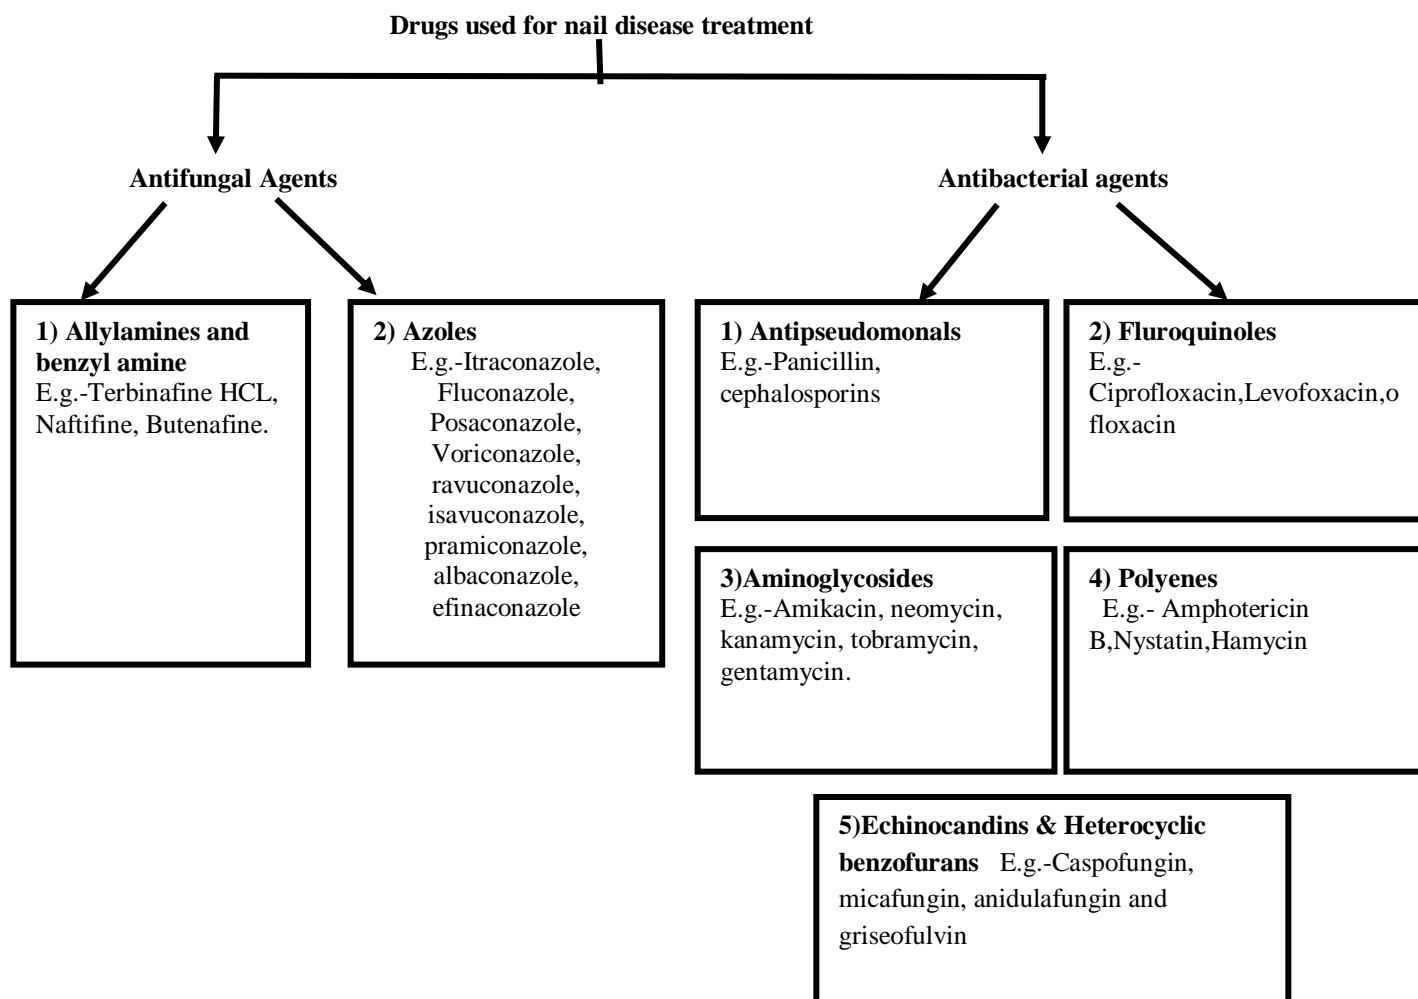 Drugs used for nail disease treatment
Antifungal Agents
Antibacterial agents
1) Allylamines and
benzyl amine
E.g.-Terbinafine HCL,
Naftifine, Butenafine.
2) Azoles
E.g.-Itraconazole,
Fluconazole,
Posaconazole,
Voriconazole,
ravuconazole,
isavuconazole,
pramiconazole,
albaconazole,
efinaconazole
1) Antipseudomonals
E.g.-Panicillin,
cephalosporins
2) Fluroquinoles
E.g.-
Ciprofloxacin,Levofoxacin,o
floxacin
3)Aminoglycosides
E.g.-Amikacin, neomycin,
kanamycin, tobramycin,
gentamycin.
4) Polyenes
E.g.- Amphotericin
B,Nystatin,Hamycin
5)Echinocandins & Heterocyclic
benzofurans E.g.-Caspofungin,
micafungin, anidulafungin and
griseofulvin